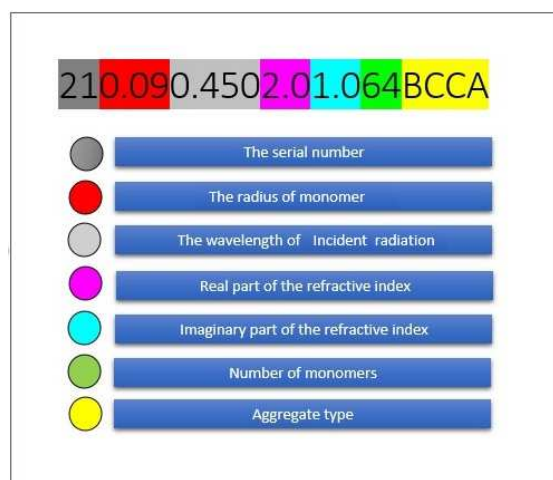 210.090.4502.01.064BCCA
The serial number
The radius of monomer
The wavelength of Incident radiation
Real part of the refractive index
Imaginary part of the refractive index
Number of monomers
Aggregate type